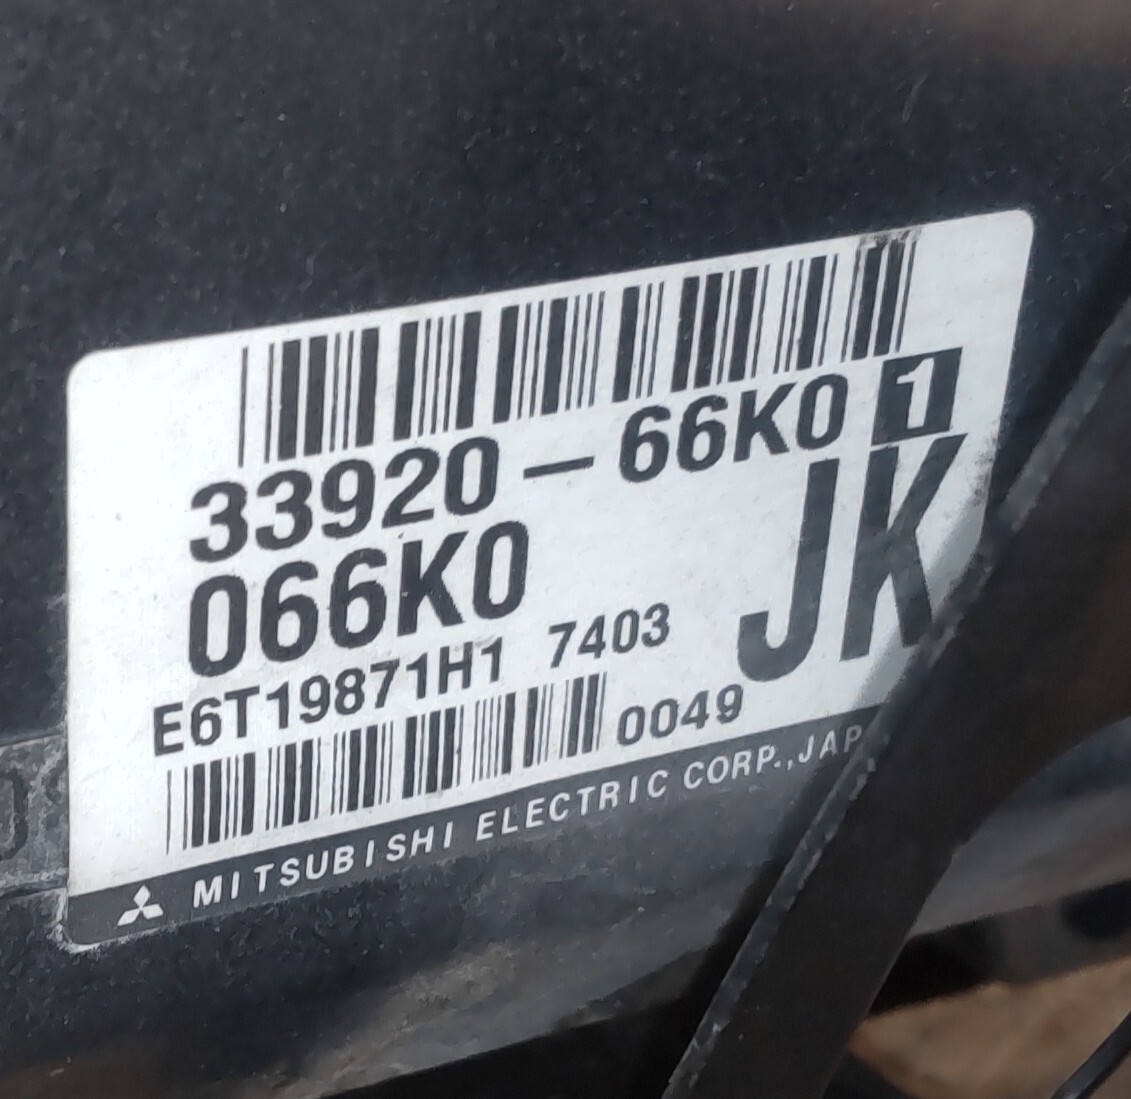 33920-66K0 1
066K0
JK
E6T19871H1 7403
0049
MITSUBISHI ELECTRIC CORP.,JAP